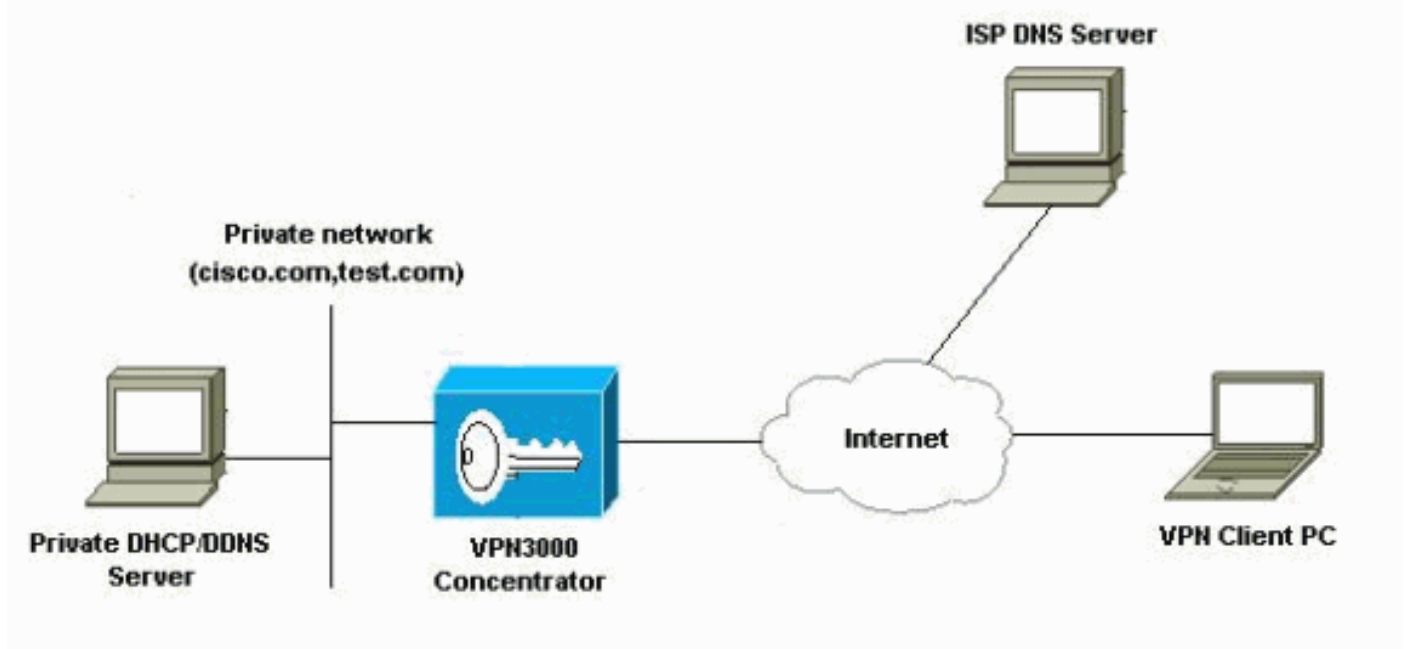 ISP DNS Server
Private network
(cisco.com,test.com)
Internet
Private DHCP/DDNS
Server
VPN3000
Concentrator
VPN Client PC